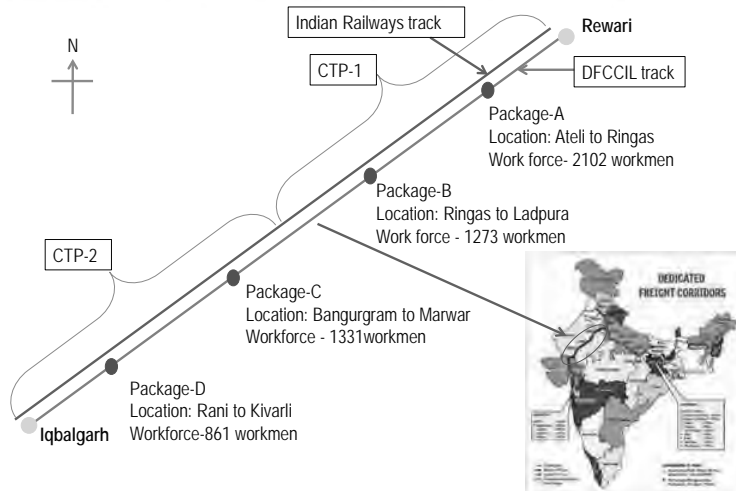 Indian Railways track
Rewari
N
CTP-1
DFCCIL track
Package-A
Location: Ateli to Ringas
Work force- 2102 workmen
Package-B
Location: Ringas to Ladpura
Work force - 1273 workmen
CTP-2
Package-C
Location: Bangurgram to Marwar
Workforce - 1331workmen
DEDICATED
FREIGHT CORRIDORS
Package-D
Location: Rani to Kivarli
Workforce-861 workmen
Iqbalgarh